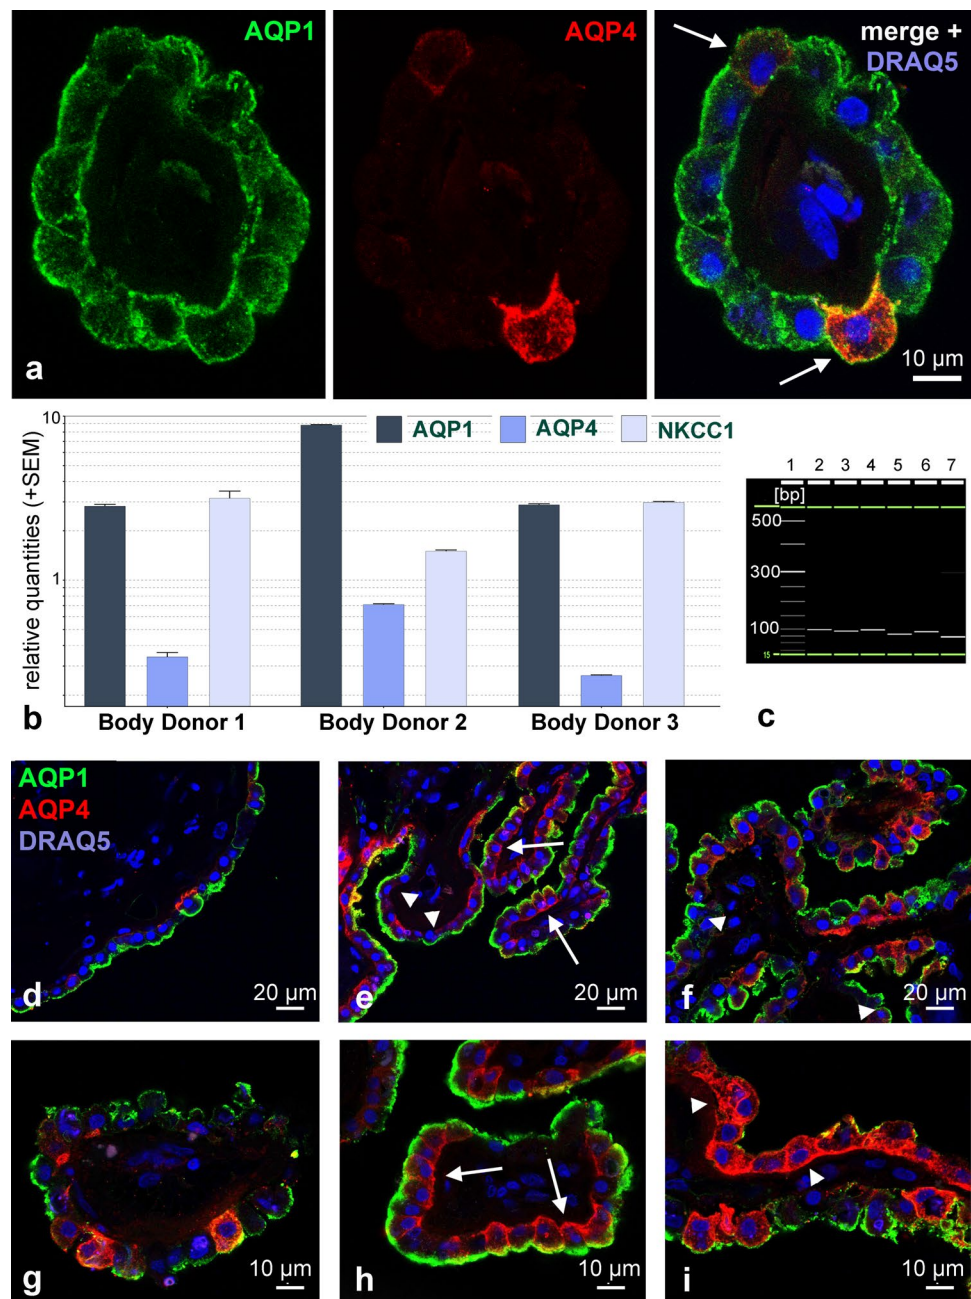 AQP1
AQP4
merge +
DRAQ5
a
10 µm
relative quantities (+SEM)
10
1
AQP1
AQP4
NKCC1
Body Donor 1
Body Donor 2
Body Donor 3
b
1 2 3 4 5 6 7
[bp]
500
300
100
15
c
AQP1
AQP4
DRAQ5
d
20 µm
e
20 µm
f
20 µm
g
10 µm
h
10 µm
i
10 µm